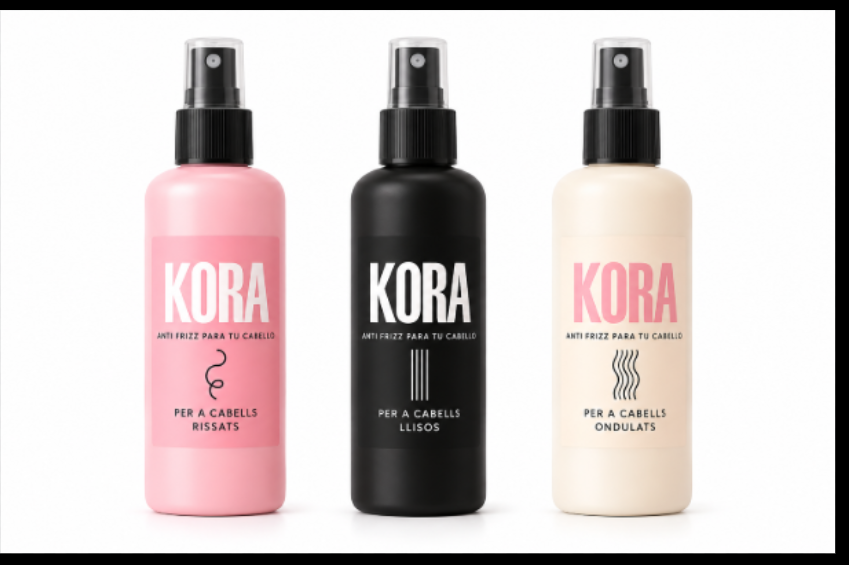 KORA
ANTI FRIZZ PARA TU CABELLO
PER A CABELLS
RISSATS
KORA
ANTI FRIZZ PARA TU CABELLO
PER A CABELLS
LLISOS
KORA
ANTI FRIZZ PARA TU CABELLO
PER A CABELLS
ONDULATS